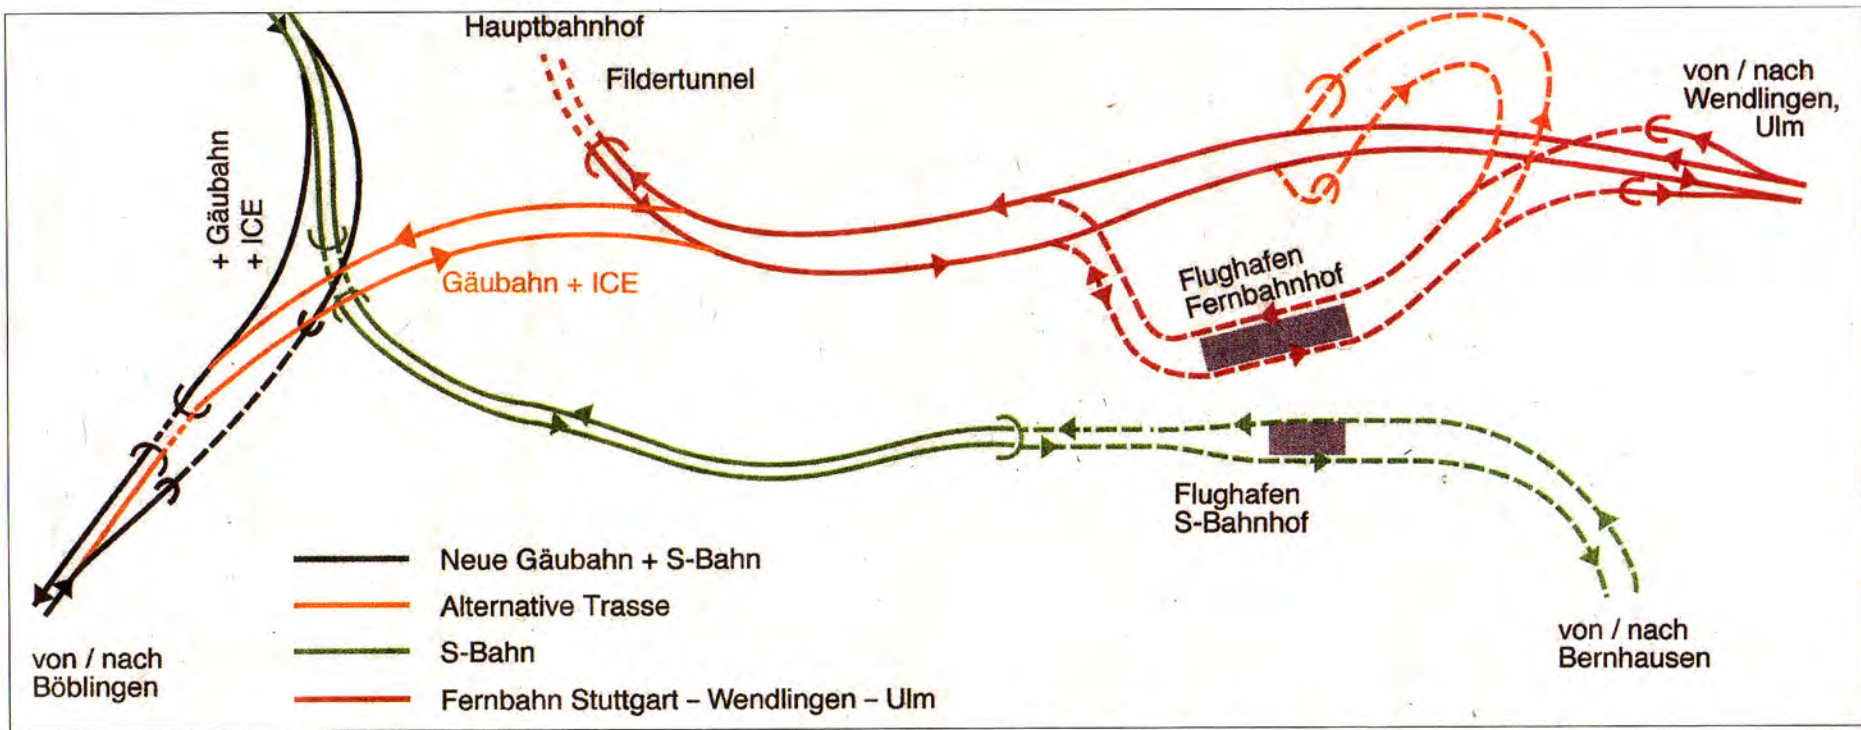 Hauptbahnhof
Fildertunnel
von / nach
Wendlingen,
Ulm
+ Gäubahn
+ ICE
Gäubahn + ICE
Flughafen
Fernbahnhof
Flughafen
S-Bahnhof
Neue Gäubahn + S-Bahn
Alternative Trasse
S-Bahn
Fernbahn Stuttgart – Wendlingen – Ulm
von / nach
Böblingen
von / nach
Bernhausen